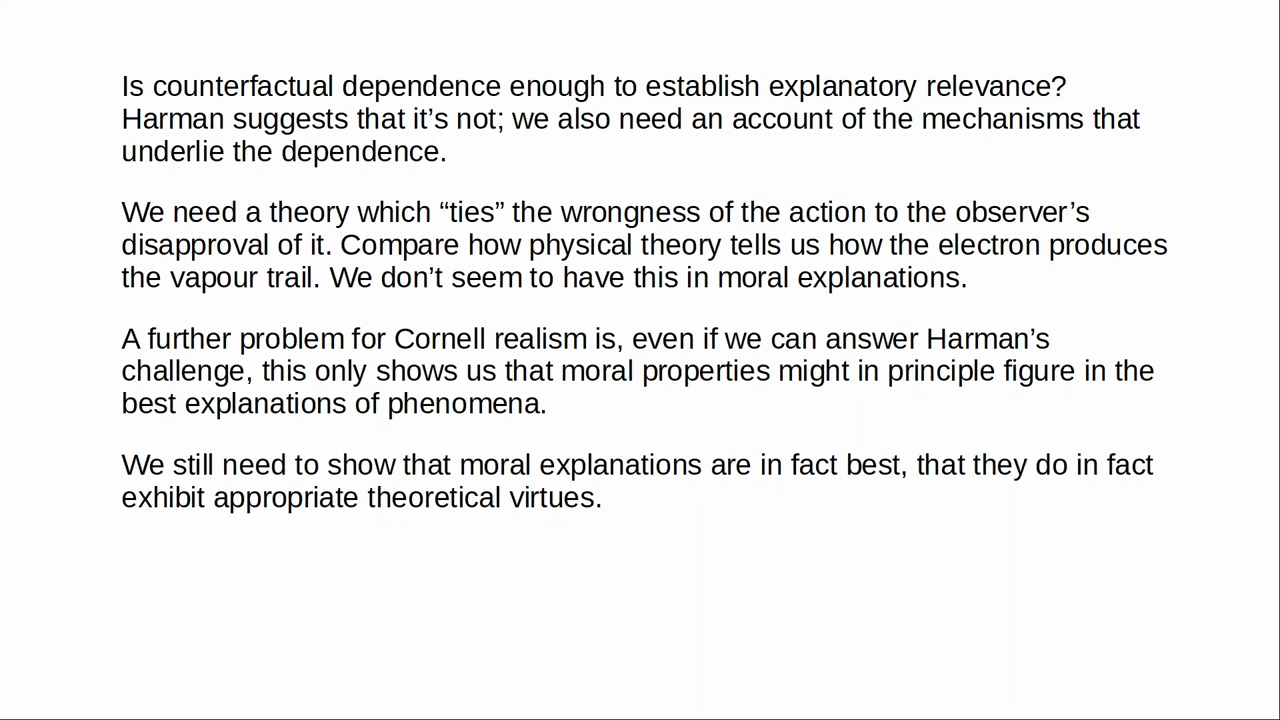 Is counterfactual dependence enough to establish explanatory relevance?
Harman suggests that it’s not; we also need an account of the mechanisms that
underlie the dependence.
We need a theory which “ties” the wrongness of the action to the observer’s
disapproval of it. Compare how physical theory tells us how the electron produces
the vapour trail. We don’t seem to have this in moral explanations.
A further problem for Cornell realism is, even if we can answer Harman’s
challenge, this only shows us that moral properties might in principle figure in the
best explanations of phenomena.
We still need to show that moral explanations are in fact best, that they do in fact
exhibit appropriate theoretical virtues.